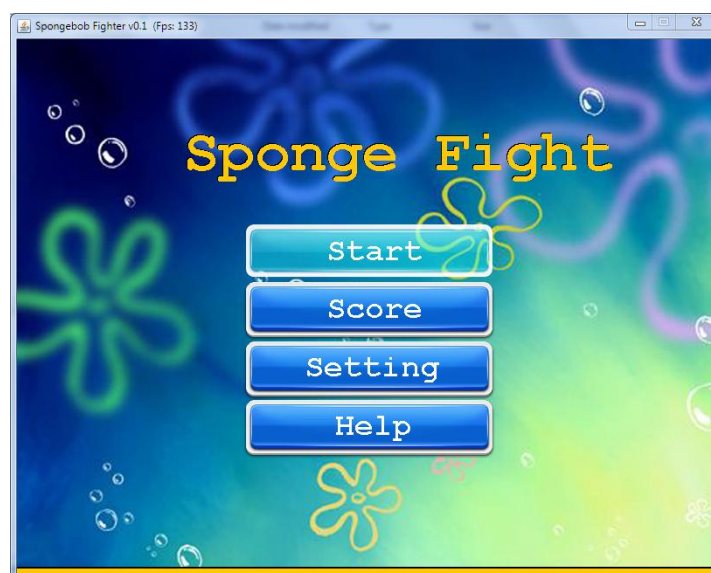 Spongebob Fighter v0.1 (Fps: 133)
Sponge Fight
Start
Score
Setting
Help